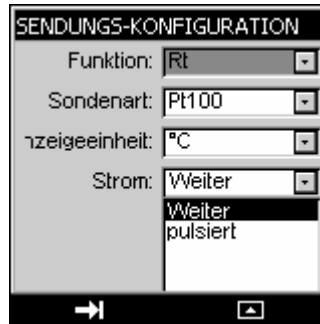 SENDUNGS-KONFIGURATION
Funktion: Rt
Sondenart: Pt100
nzeigeeinheit: °C
Strom: Weiter
Weiter
pulsiert